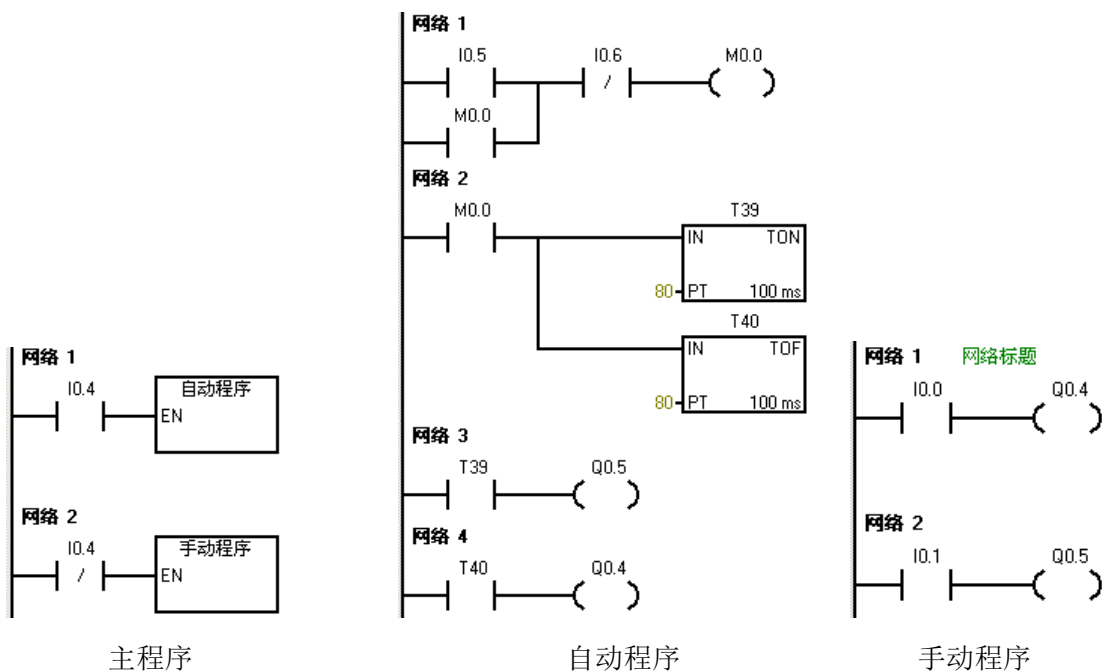 网络 1
I0.5
I0.6
M0.0
/
M0.0
网络 2
M0.0
T39
IN TON
80 PT 100 ms
T40
IN TOF
80 PT 100 ms
网络 3
T39
Q0.5
网络 4
T40
Q0.4
网络 1
I0.4
自动程序
EN
网络 2
I0.4
手动程序
/
EN
网络 1 网络标题
I0.0
Q0.4
网络 2
I0.1
Q0.5
主程序
自动程序
手动程序